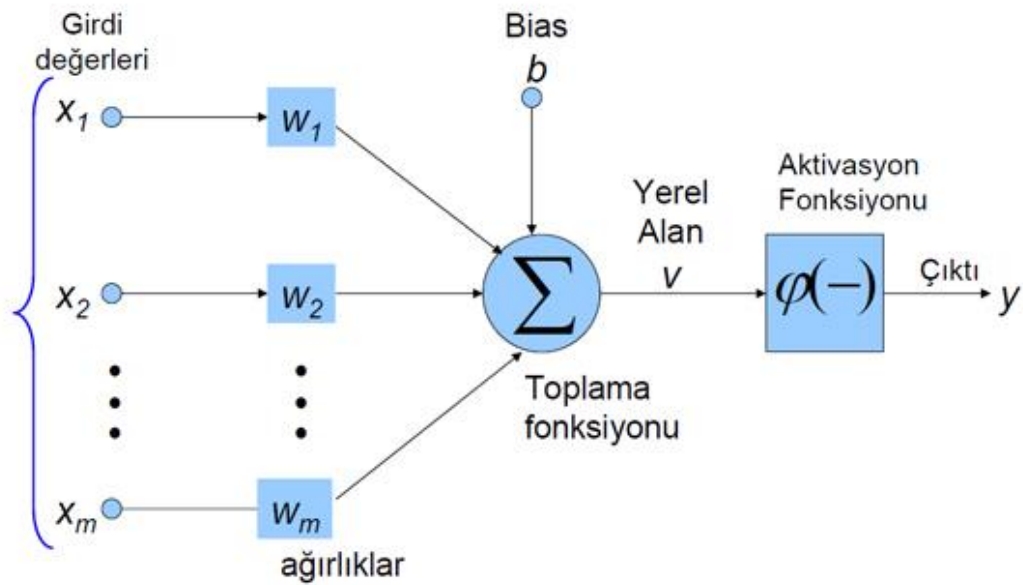 Girdi
değerleri
x₁
w₁
Bias
b
x₂
w₂
∑
Toplama
fonksiyonu
Yerel
Alan
v
Aktivasyon
Fonksiyonu
φ(−)
Çıktı
y
xₘ
wₘ
ağırlıklar